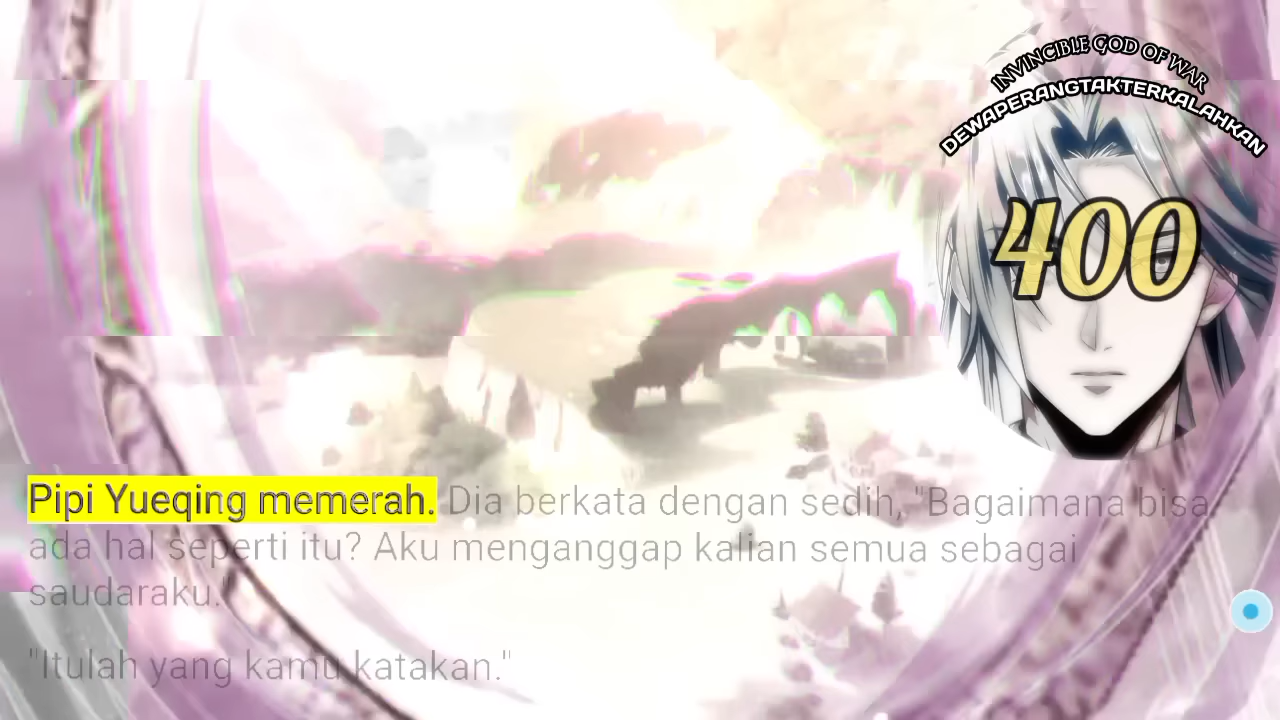 INVINCIBLE GOD OF WAR
DEWAPERANGTAKTERKALAHKAN
400
Pipi Yueqing memerah. Dia berkata dengan sedih, "Bagaimana bisa
ada hal seperti itu? Aku menganggap kalian semua sebagai
saudaraku."
"Itulah yang kamu katakan."